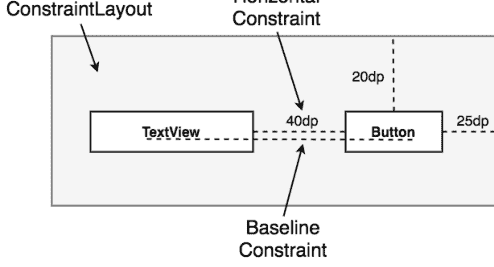 ConstraintLayout
Horizontal
Constraint
20dp
TextView
40dp
Button
25dp
Baseline
Constraint